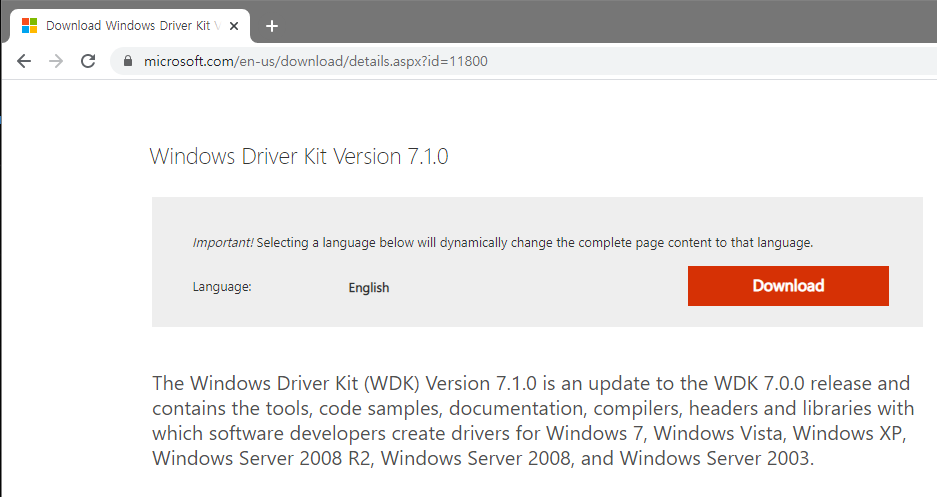 Download Windows Driver Kit V
microsoft.com/en-us/download/details.aspx?id=11800
Windows Driver Kit Version 7.1.0
Important! Selecting a language below will dynamically change the complete page content to that language.
Language: English Download
The Windows Driver Kit (WDK) Version 7.1.0 is an update to the WDK 7.0.0 release and
contains the tools, code samples, documentation, compilers, headers and libraries with
which software developers create drivers for Windows 7, Windows Vista, Windows XP,
Windows Server 2008 R2, Windows Server 2008, and Windows Server 2003.